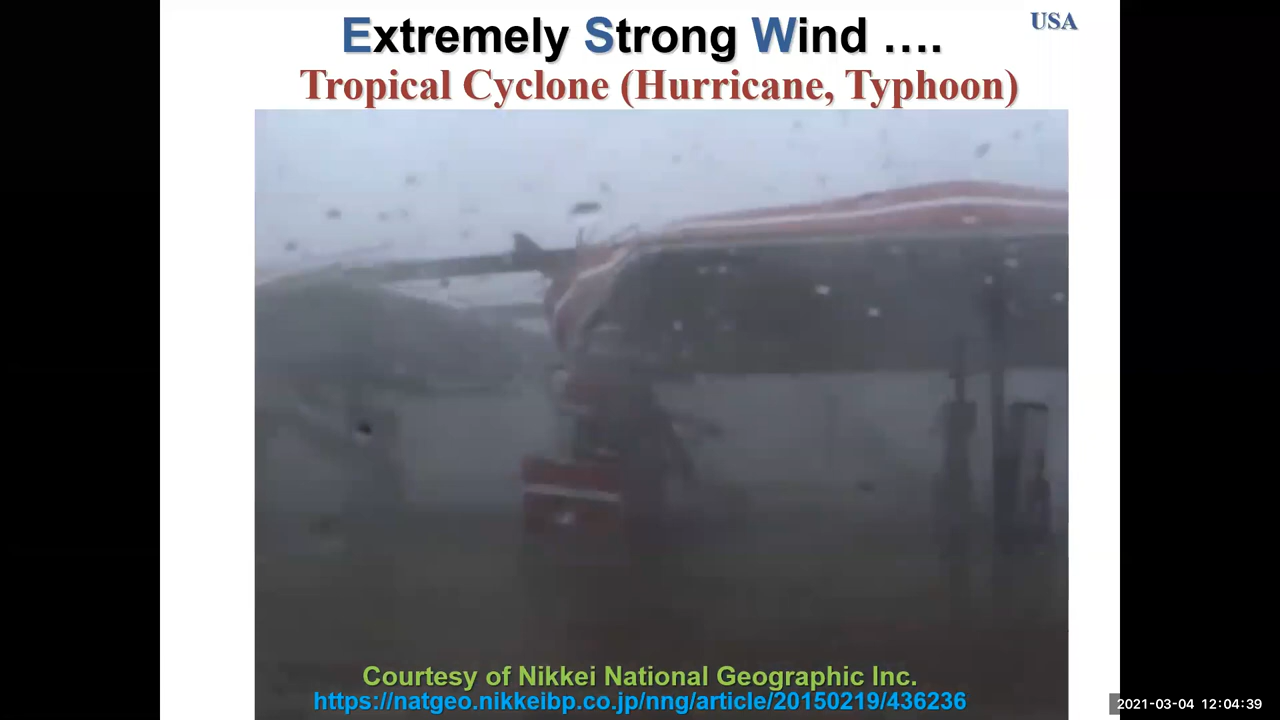 USA
Extremely Strong Wind ….
Tropical Cyclone (Hurricane, Typhoon)
Courtesy of Nikkei National Geographic Inc.
https://natgeo.nikkeibp.co.jp/nng/article/20150219/436236
2021-03-04 12:04:39